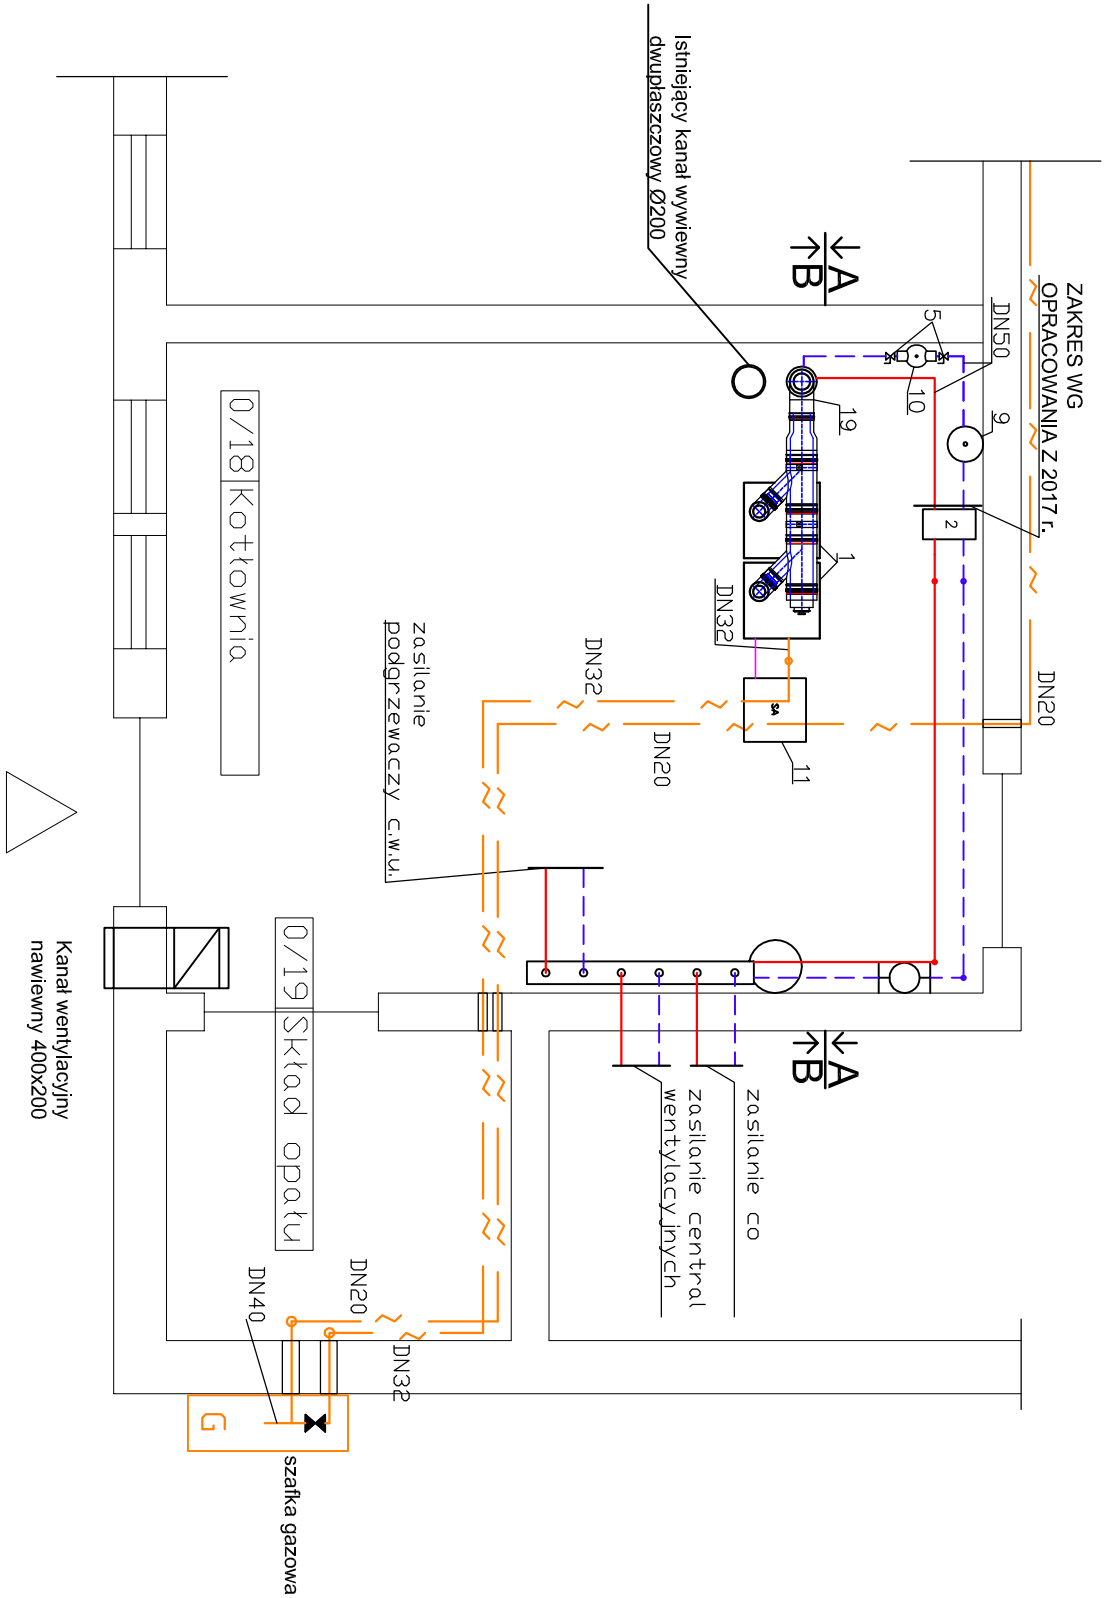 ZAKRES WG
OPRACOWANIA Z 2017 r.
Istniejący kanał wywiewny
dwupłaszczowy Ø200
A
B
DN50
5
10
9
19
2
1
DN32
DN32
DN20
DN20
SA
11
0/18 Kotłownia
zasilanie
podgrzewaczy c.w.u.
A
B
zasilanie co
zasilanie central
wentylacyjnych
0/19 Skład opału
Kanał wentylacyjny
nawiewny 400x200
DN40
DN20
DN32
G
szafka gazowa